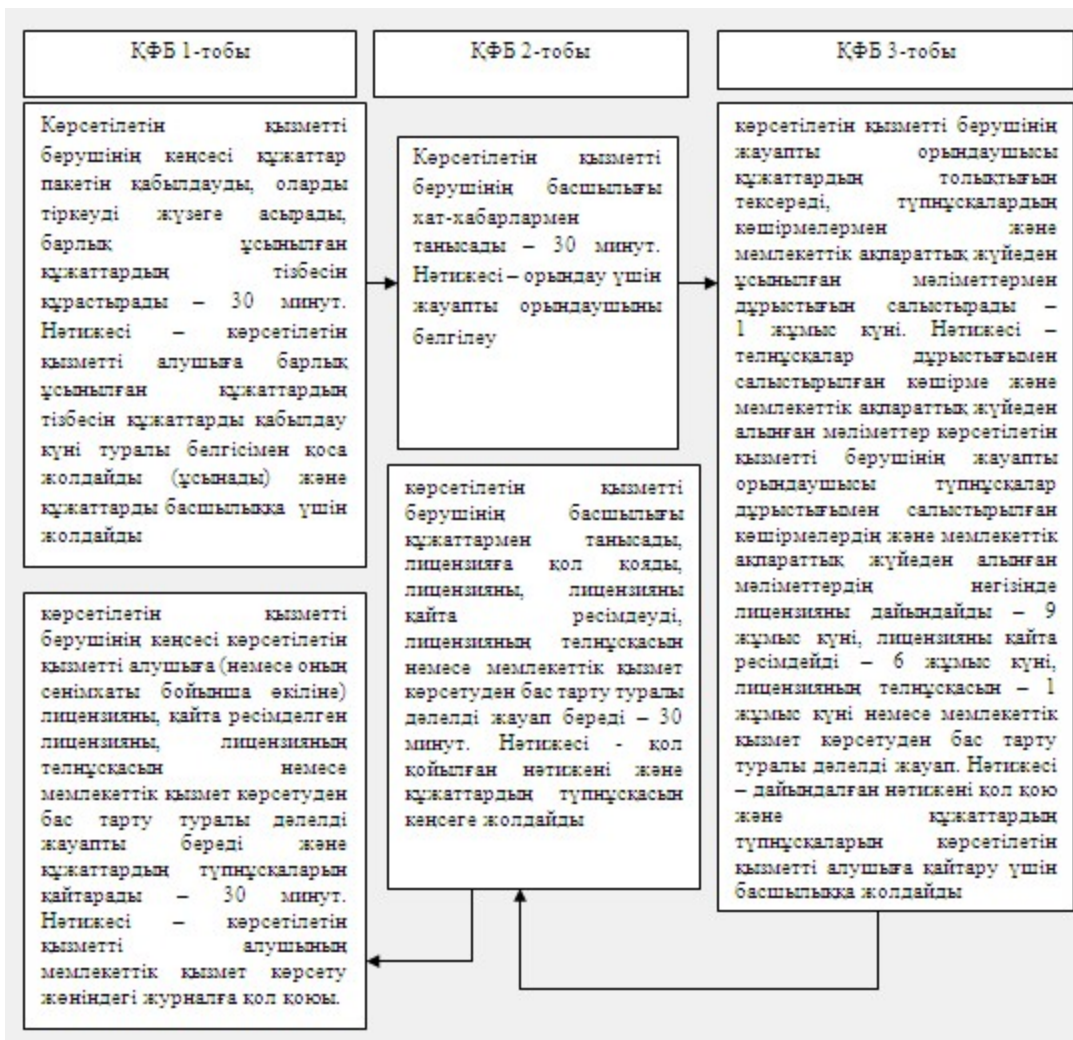 ҚФБ 1-тобы
ҚФБ 2-тобы
ҚФБ 3-тобы
Көрсетілетін қызметті
берушінің кеңсесі құжаттар
пакетін қабылдауды, оларды
тіркеуді жүзеге асырады,
барлық ұсынылған
құжаттардың тізбесін
құрастырады – 30 минут.
Нәтижесі – көрсетілетін
қызметті алушыға барлық
ұсынылған құжаттардың
тізбесін құжаттарды қабылдау
күні туралы белгісімен қоса
жолдайды (ұсынады) және
құжаттарды басшылыққа үшін
жолдайды
Көрсетілетін қызметті
берушінің басшылығы
хат-хабарлармен
танысады – 30 минут.
Нәтижесі – орындау үшін
жауапты орындаушыны
белгілеу
көрсетілетін қызметті берушінің
жауапты орындаушысы
құжаттардың толықтығын
тексереді, түпнұсқалардың
көшірмелермен және
мемлекеттік ақпараттық жүйеден
ұсынылған мәліметтермен
дұрыстығын салыстырады –
1 жұмыс күні. Нәтижесі –
телнұсқалар дұрыстығымен
салыстырылған көшірме және
мемлекеттік ақпараттық жүйеден
алынған мәліметтер көрсетілетін
қызметті берушінің жауапты
орындаушысы түпнұсқалар
дұрыстығымен салыстырылған
көшірмелердің және мемлекеттік
ақпараттық жүйеден алынған
мәліметтердің негізінде
лицензияны дайындайды – 9
жұмыс күні, лицензияны қайта
ресімдейді – 6 жұмыс күні,
лицензияның телнұсқасын – 1
жұмыс күні немесе мемлекеттік
қызмет көрсетуден бас тарту
туралы дәлелді жауап. Нәтижесі
– дайындалған нәтижені қол қою
және құжаттардың
түпнұсқаларын көрсетілетін
қызметті алушыға қайтару үшін
басшылыққа жолдайды
көрсетілетін қызметті
берушінің басшылығы
құжаттармен танысады,
лицензияға қол қояды,
лицензияны, лицензияны
қайта ресімдеуді,
лицензияның телнұсқасын
немесе мемлекеттік қызмет
көрсетуден бас тарту туралы
дәлелді жауап береді – 30
минут. Нәтижесі - қол
қойылған нәтижені және
құжаттардың түпнұсқасын
кеңсеге жолдайды
көрсетілетін қызметті
берушінің кеңсесі көрсетілетін
қызметті алушыға (немесе оның
сенімхаты бойынша өкіліне)
лицензияны, қайта ресімделген
лицензияны, лицензияның
телнұсқасын немесе
мемлекеттік қызмет көрсетуден
бас тарту туралы дәлелді
жауапты береді және
құжаттардың түпнұсқаларын
қайтарады – 30 минут.
Нәтижесі – көрсетілетін
қызметті алушының
мемлекеттік қызмет көрсету
жөніндегі журналға қол қоюы.